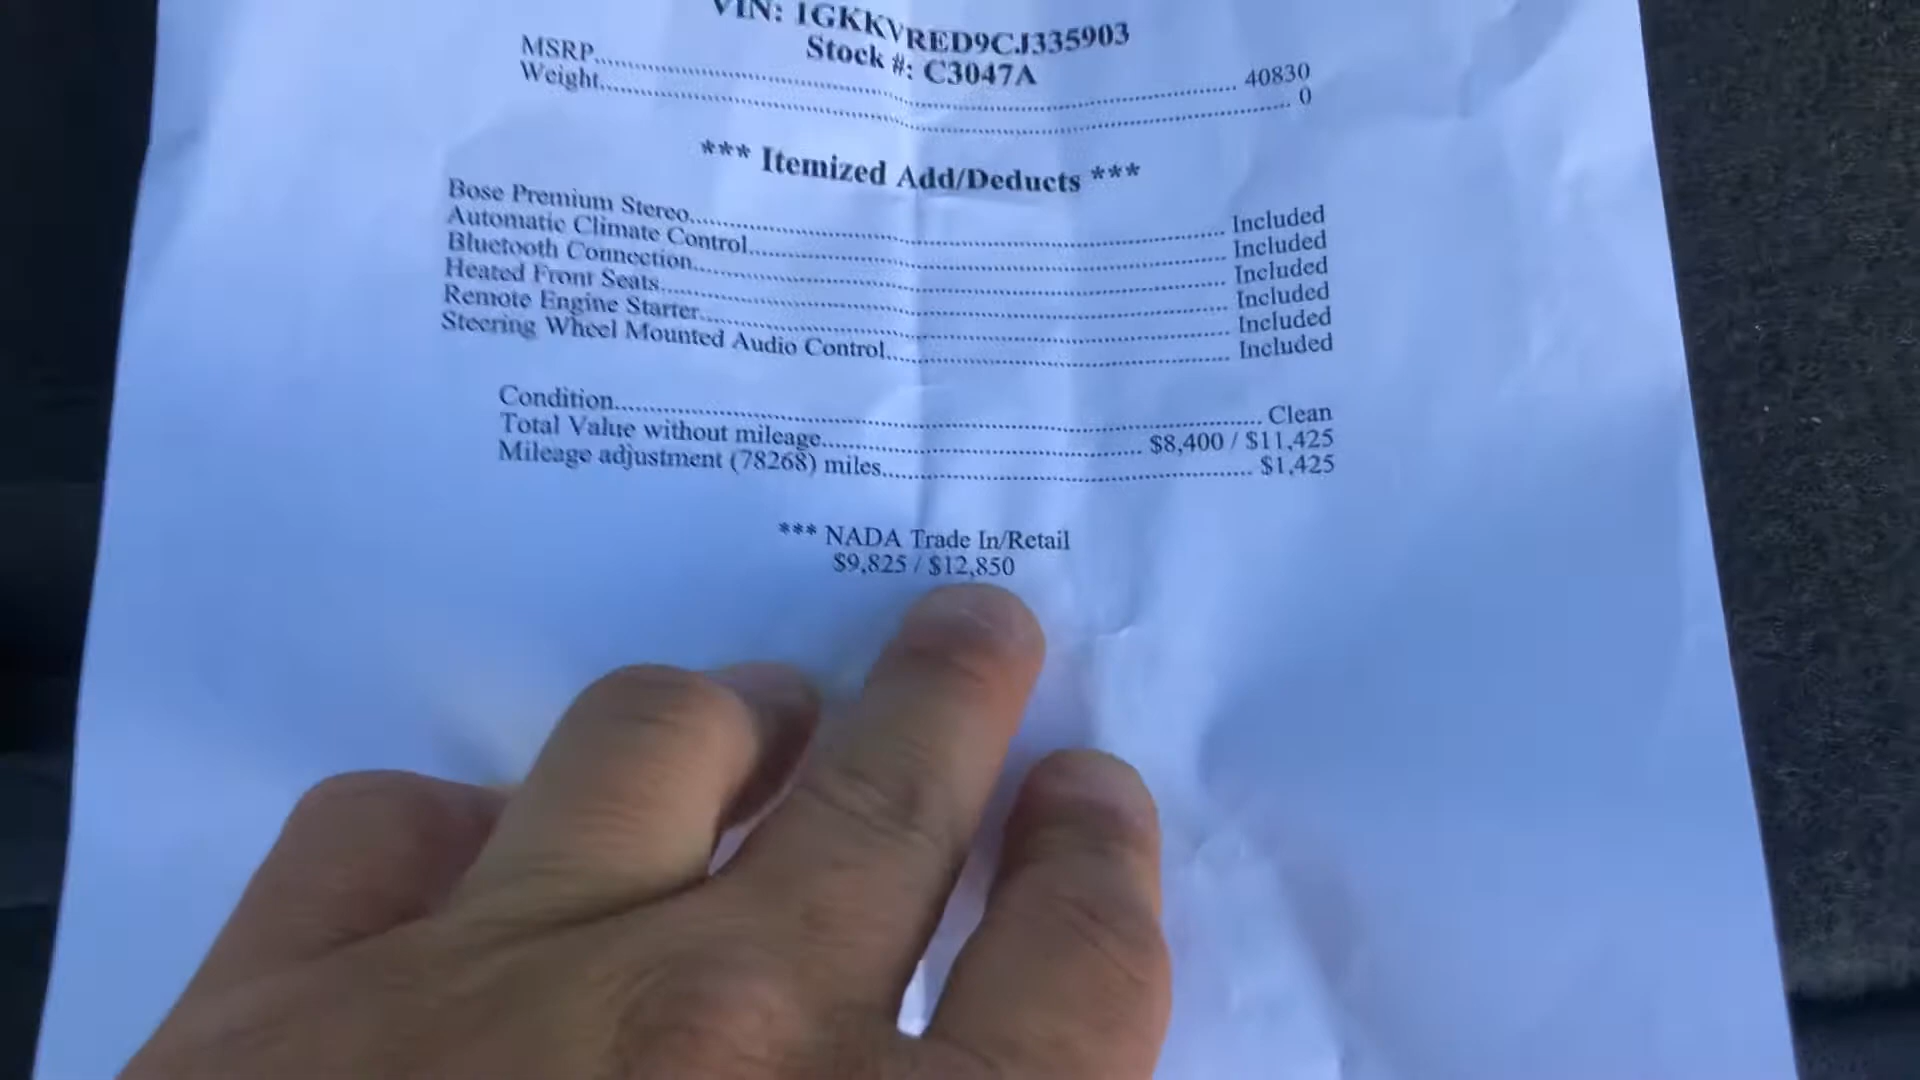 VIN: 1GKKVRED9CJ335903
Stock #: C3047A
MSRP........................ 40830
Weight........................ 0
*** Itemized Add/Deducts ***
Bose Premium Stereo........................ Included
Automatic Climate Control........................ Included
Bluetooth Connection........................ Included
Heated Front Seats........................ Included
Remote Engine Starter........................ Included
Steering Wheel Mounted Audio Control........................ Included
Condition........................ Clean
Total Value without mileage........................ $8,400 / $11,425
Mileage adjustment (78268) miles........................ $1,425
*** NADA Trade In/Retail
$9,825 / $12,850